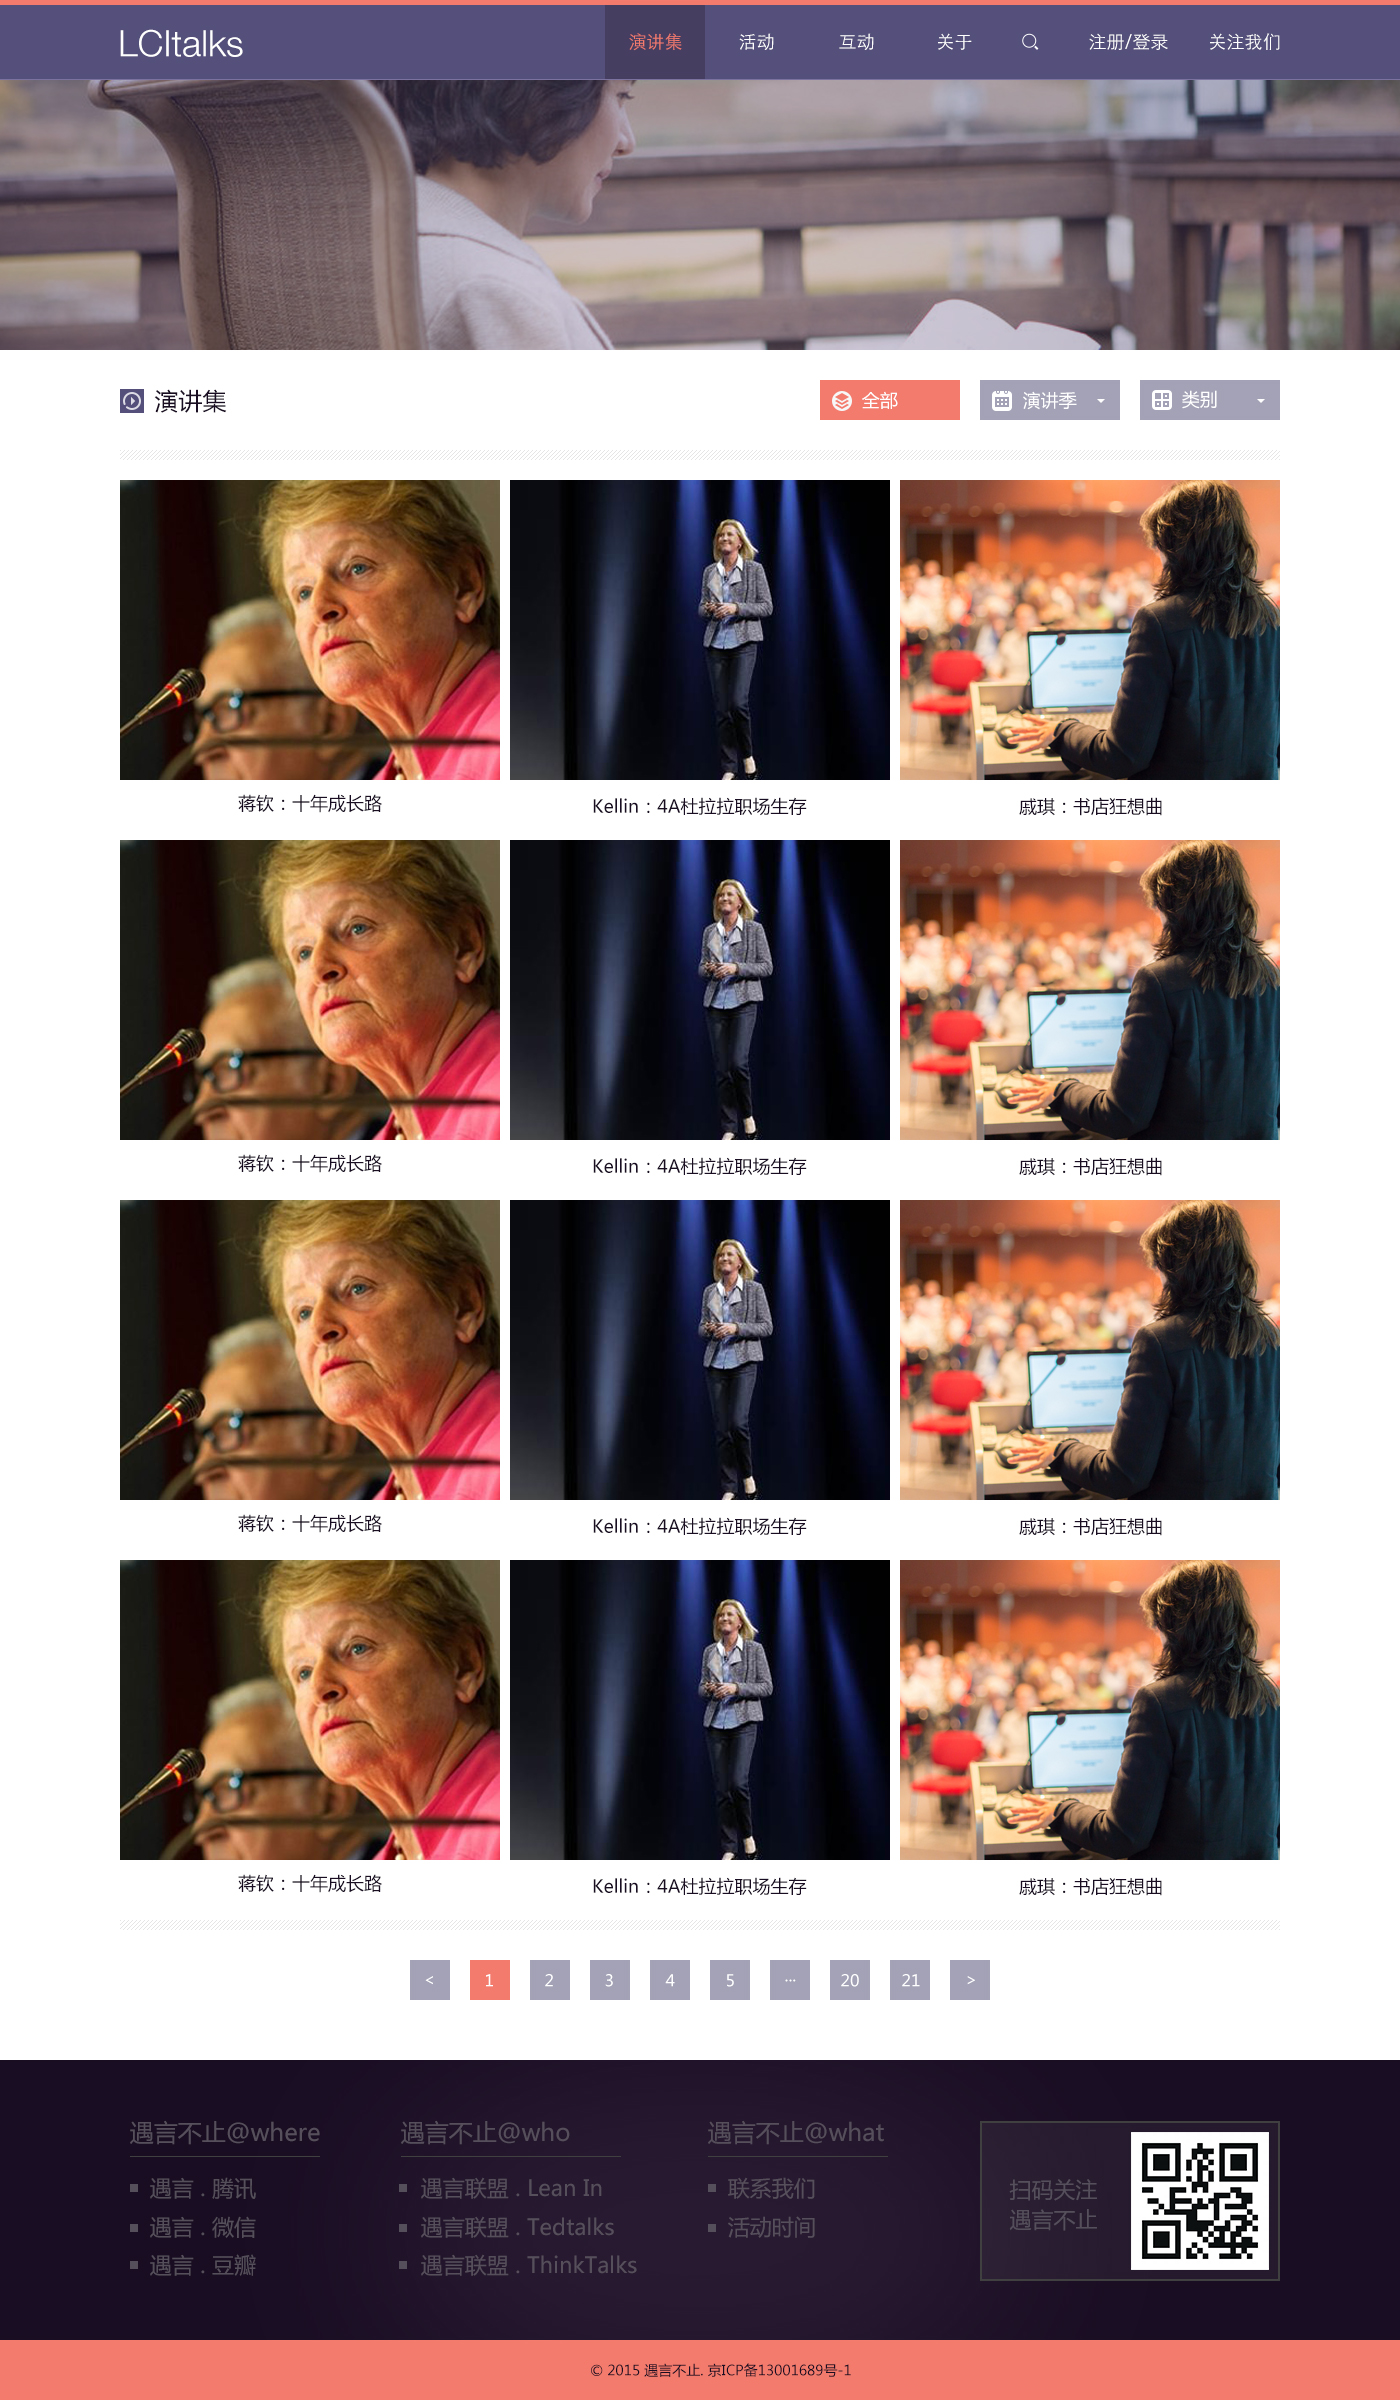 LCItalks
演讲集 活动 互动 关于 注册/登录 关注我们
演讲集
全部 演讲季 类别
蒋钦：十年成长路
Kellin：4A杜拉拉职场生存
戚琪：书店狂想曲
蒋钦：十年成长路
Kellin：4A杜拉拉职场生存
戚琪：书店狂想曲
蒋钦：十年成长路
Kellin：4A杜拉拉职场生存
戚琪：书店狂想曲
蒋钦：十年成长路
Kellin：4A杜拉拉职场生存
戚琪：书店狂想曲
< 1 2 3 4 5 ... 20 21 >
遇言不止@where
遇言 . 腾讯
遇言 . 微信
遇言 . 豆瓣
遇言不止@who
遇言联盟 . Lean In
遇言联盟 . Tedtalks
遇言联盟 . ThinkTalks
遇言不止@what
联系我们
活动时间
扫码关注
遇言不止
© 2015 遇言不止. 京ICP备13001689号-1